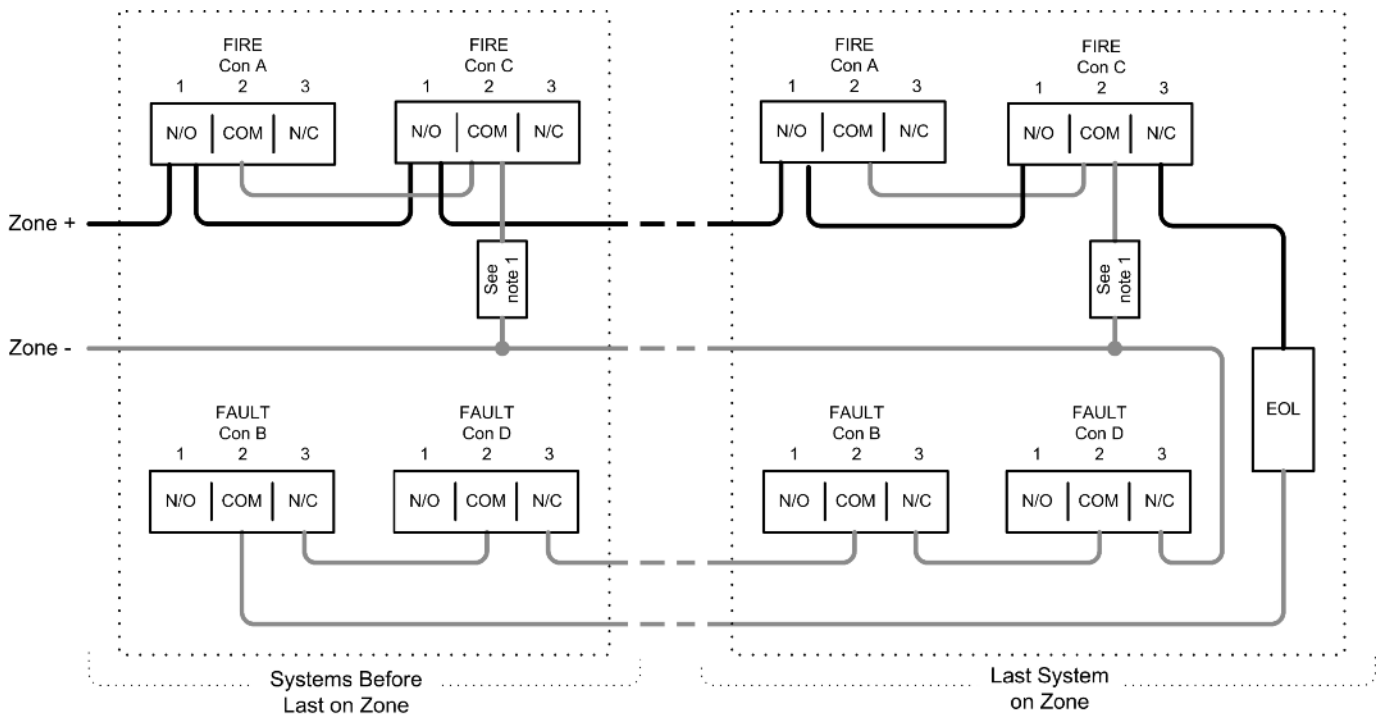 FIRE
Con A
1 2 3
N/O COM N/C
FIRE
Con C
1 2 3
N/O COM N/C
FIRE
Con A
1 2 3
N/O COM N/C
FIRE
Con C
1 2 3
N/O COM N/C
Zone +
See
note 1
See
note 1
Zone -
EOL
FAULT
Con B
1 2 3
N/O COM N/C
FAULT
Con D
1 2 3
N/O COM N/C
FAULT
Con B
1 2 3
N/O COM N/C
FAULT
Con D
1 2 3
N/O COM N/C
Systems Before
Last on Zone
Last System
on Zone